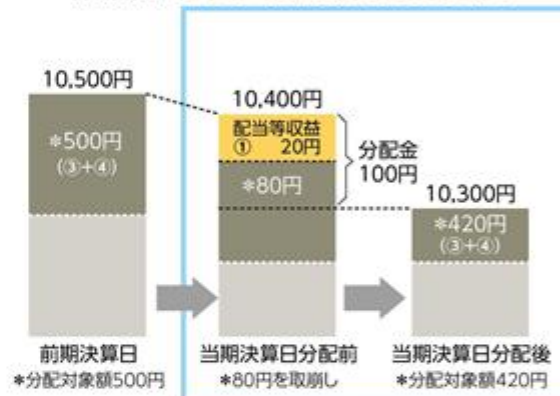 10,500円
*500円
(③+④)
前期決算日
*分配対象額500円
10,400円
配当等収益
① 20円
*80円
分配金
100円
当期決算日分配前
*80円を取崩し
10,300円
*420円
(③+④)
当期決算日分配後
*分配対象額420円